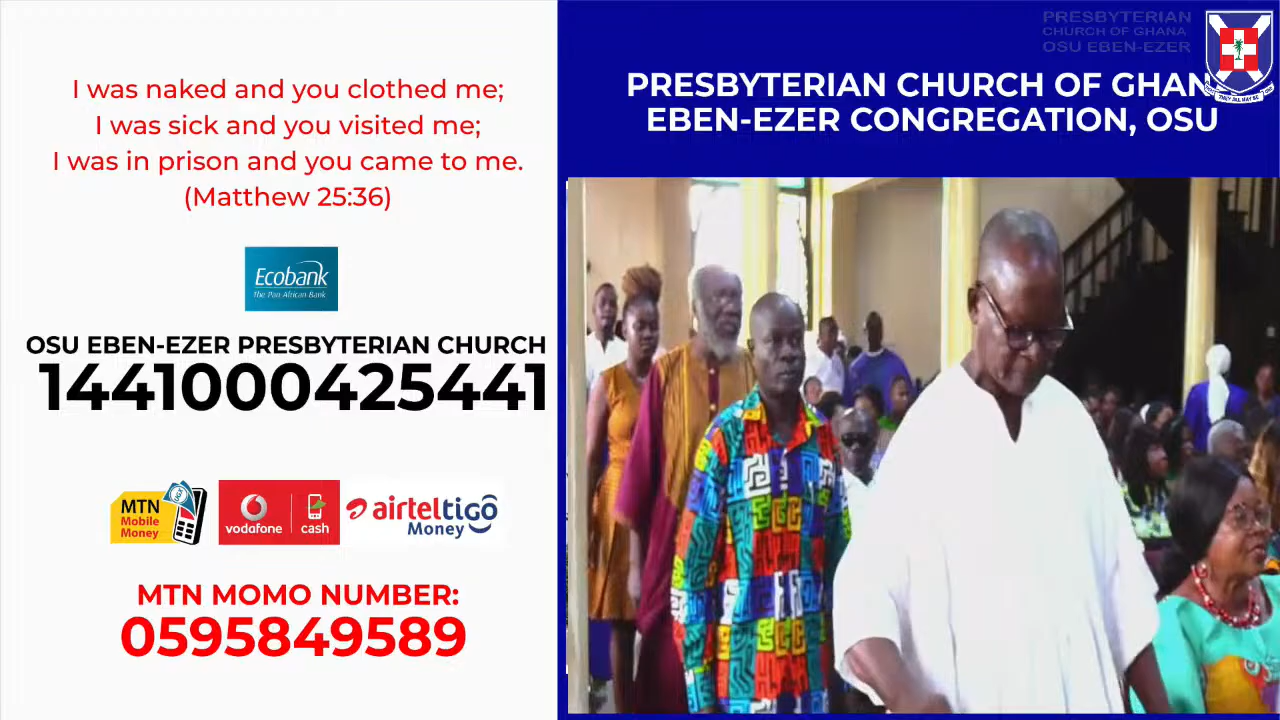 I was naked and you clothed me;
I was sick and you visited me;
I was in prison and you came to me.
(Matthew 25:36)
Ecobank
The Pan African Bank
OSU EBEN-EZER PRESBYTERIAN CHURCH
1441000425441
MTN
Mobile
Money
vodafone
cash
airteltigo
Money
MTN MOMO NUMBER:
0595849589
PRESBYTERIAN
CHURCH OF GHANA
OSU EBEN-EZER
PRESBYTERIAN CHURCH OF GHAN
EBEN-EZER CONGREGATION, OSU